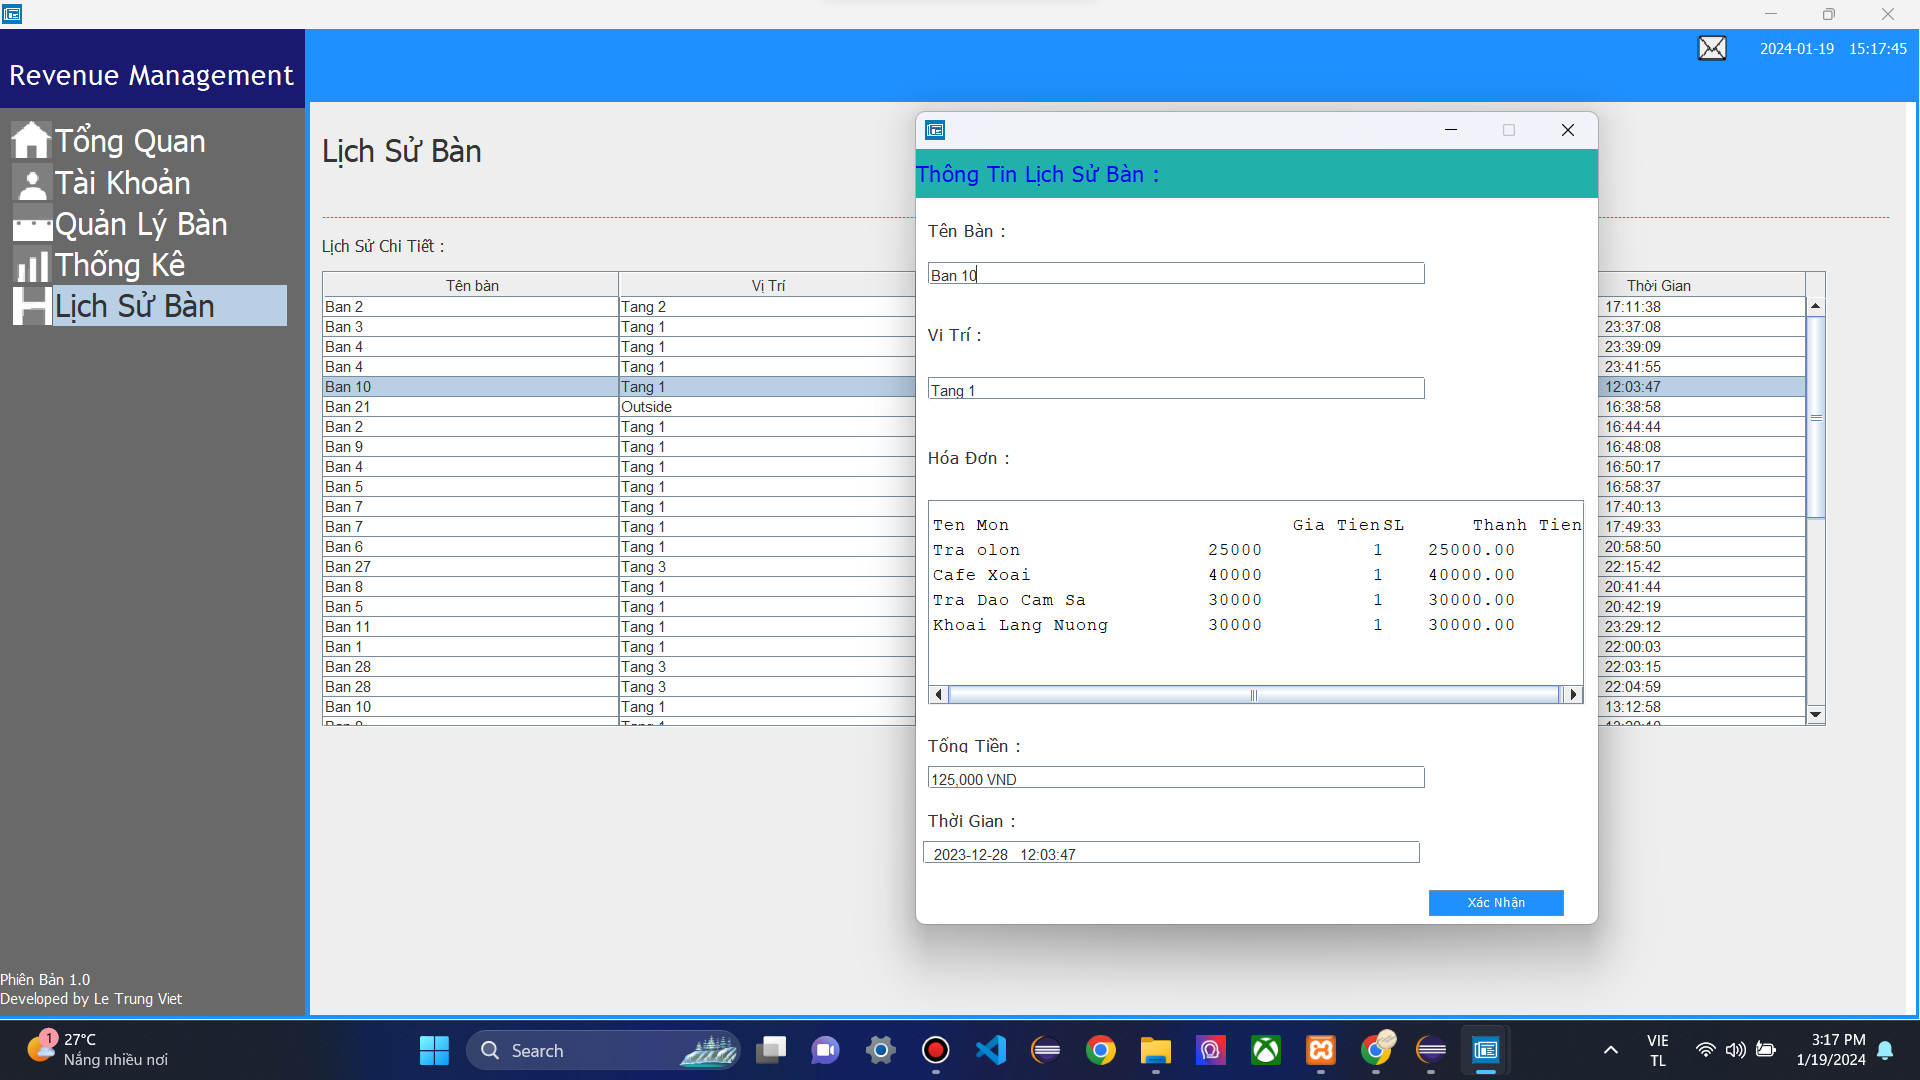 2024-01-19 15:17:45
Revenue Management
Tổng Quan
Tài Khoản
Quản Lý Bàn
Thống Kê
Lịch Sử Bàn
Phiên Bản 1.0
Developed by Le Trung Viet
Lịch Sử Bàn
Lịch Sử Chi Tiết :
Tên bàn Vị Trí Thời Gian
Ban 2 Tang 2 17:11:38
Ban 3 Tang 1 23:37:08
Ban 4 Tang 1 23:39:09
Ban 4 Tang 1 23:41:55
Ban 10 Tang 1 12:03:47
Ban 21 Outside 16:38:58
Ban 2 Tang 1 16:44:44
Ban 9 Tang 1 16:48:08
Ban 4 Tang 1 16:50:17
Ban 5 Tang 1 16:58:37
Ban 7 Tang 1 17:40:13
Ban 7 Tang 1 17:49:33
Ban 6 Tang 1 20:58:50
Ban 27 Tang 3 22:15:42
Ban 8 Tang 1 20:41:44
Ban 5 Tang 1 20:42:19
Ban 11 Tang 1 23:29:12
Ban 1 Tang 1 22:00:03
Ban 28 Tang 3 22:03:15
Ban 28 Tang 3 22:04:59
Ban 10 Tang 1 13:12:58
Thông Tin Lịch Sử Bàn :
Tên Bàn :
Ban 10
Vi Trí :
Tang 1
Hóa Đơn :
Ten Mon Gia Tien SL Thanh Tien
Tra olon 25000 1 25000.00
Cafe Xoai 40000 1 40000.00
Tra Dao Cam Sa 30000 1 30000.00
Khoai Lang Nuong 30000 1 30000.00
Tổng Tiền :
125,000 VND
Thời Gian :
2023-12-28 12:03:47
Xác Nhận
1
27°C
Nắng nhiều nơi
Search
VIE
TL
3:17 PM
1/19/2024